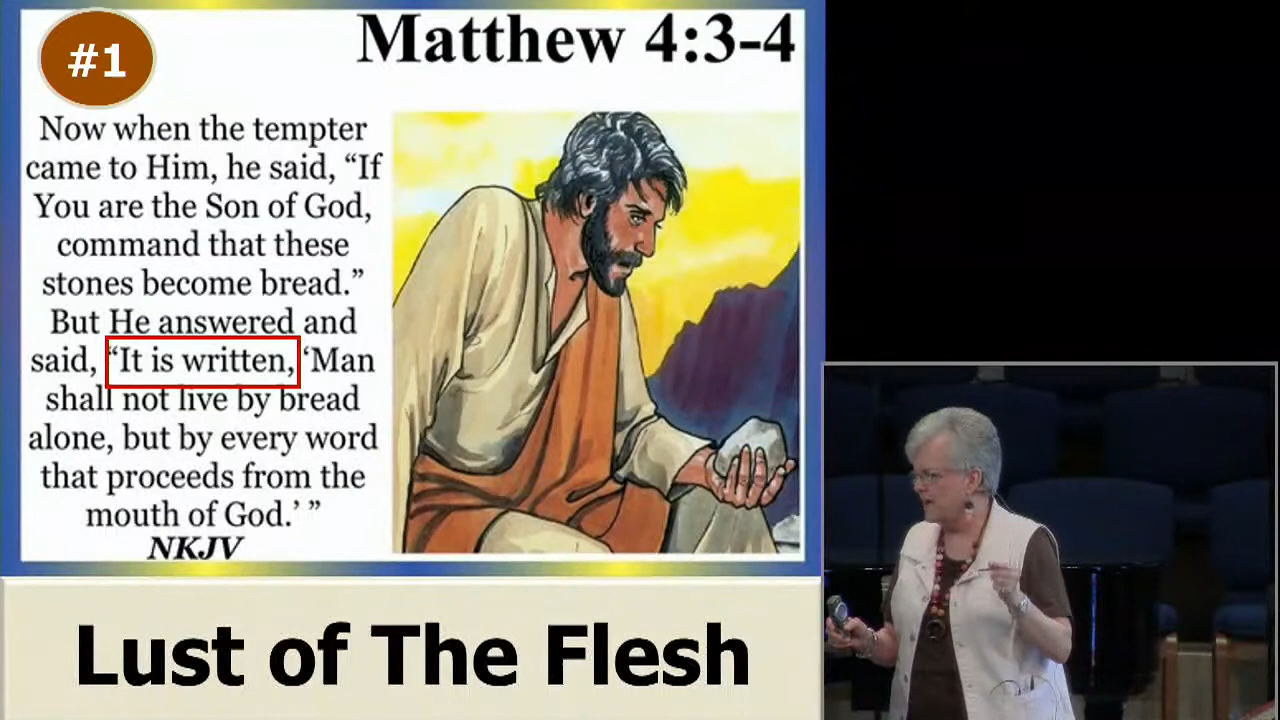 #1
Matthew 4:3-4
Now when the tempter
came to Him, he said, “If
You are the Son of God,
command that these
stones become bread.”
But He answered and
said, “It is written, ‘Man
shall not live by bread
alone, but by every word
that proceeds from the
mouth of God.’ ”
NKJV
Lust of The Flesh